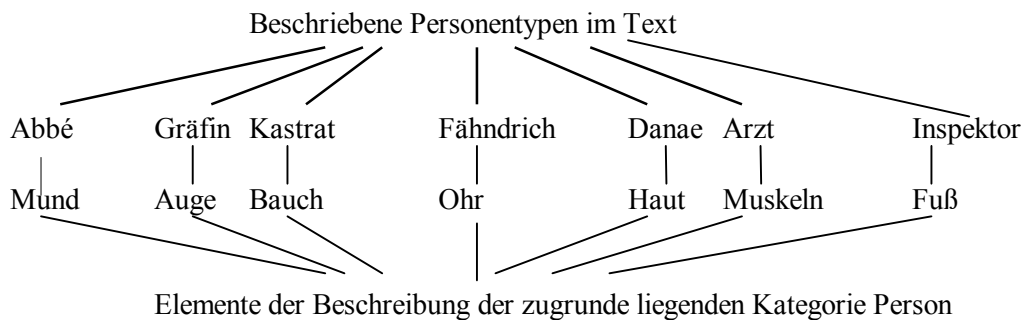 Beschriebene Personentypen im Text
Abbé Gräfin Kastrat Fähndrich Danae Arzt Inspektor
Mund Auge Bauch Ohr Haut Muskeln Fuß
Elemente der Beschreibung der zugrunde liegenden Kategorie Person